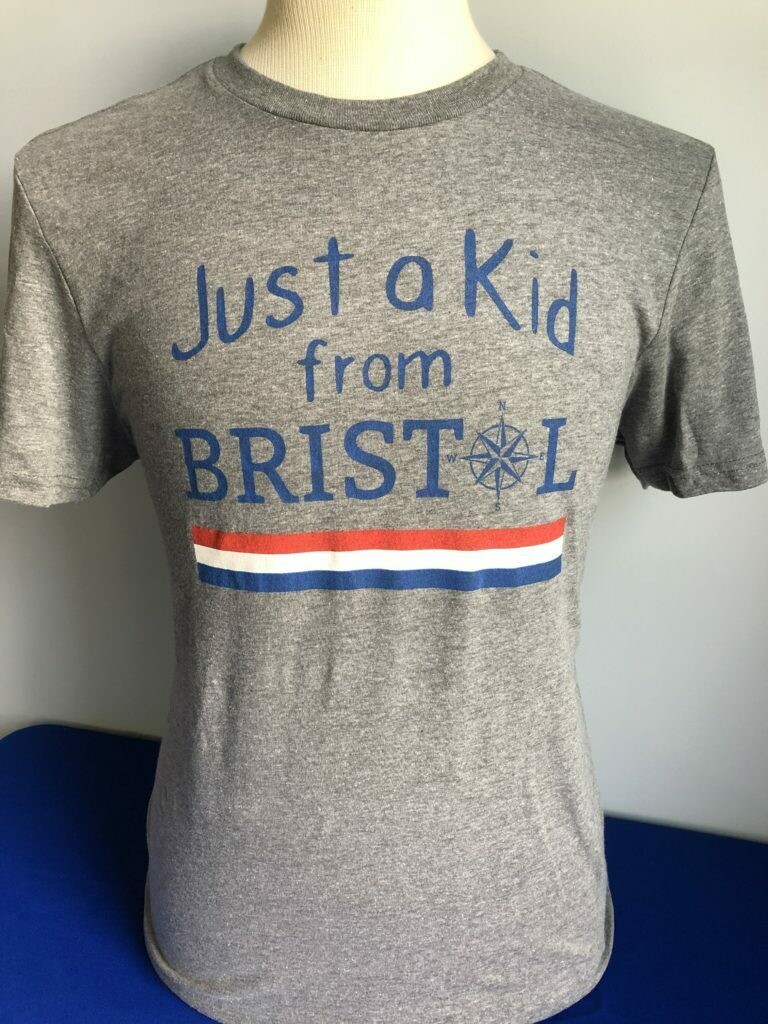 Just a Kid
from
BRISTOL
N
W E
S